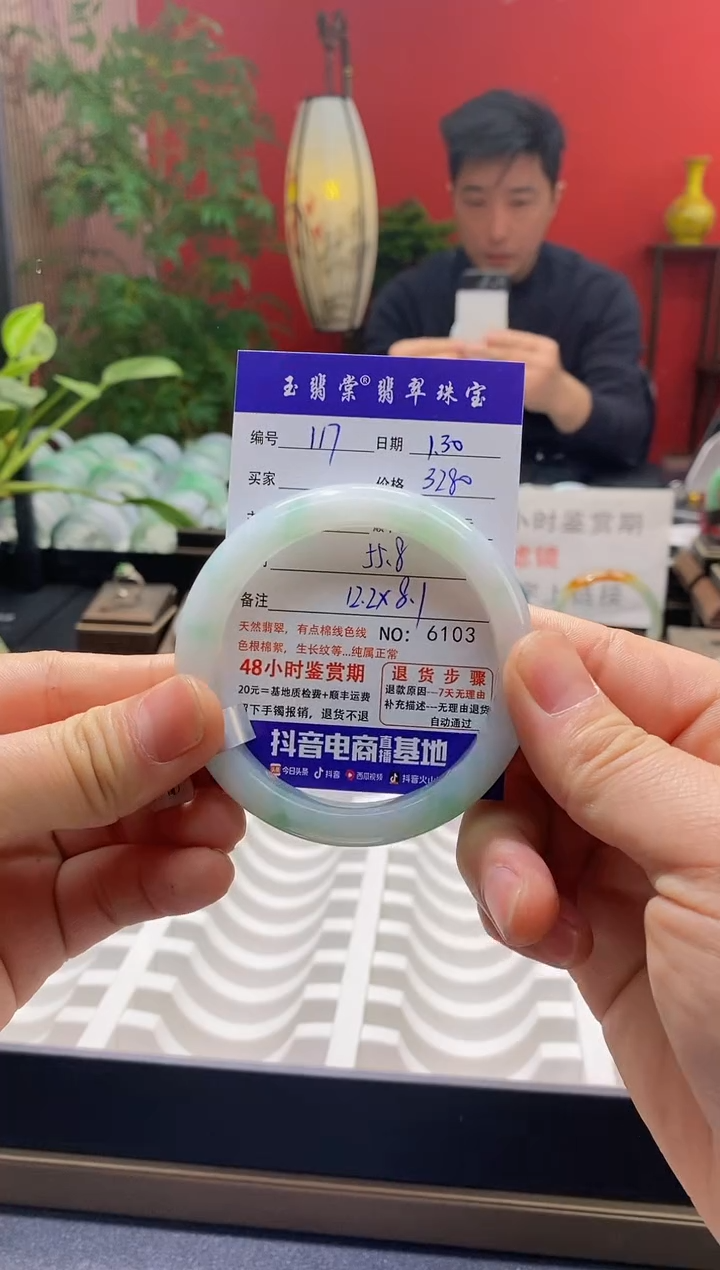 玉翡棠®翡翠珠宝
编号 117 日期 1.30
买家 价格 3280
55.8
备注 12.2X8.1
天然翡翠，有点棉线色线 NO: 6103
色根棉絮，生长纹等...纯属正常
48小时鉴赏期
20元=基地质检费+顺丰运费
下手镯报销，退货不退
退货步骤
退款原因---7天无理由
补充描述---无理由退货
自动通过
抖音电商直播基地
今日头条 抖音 西瓜视频 抖音火山
小时鉴赏期
滤镜